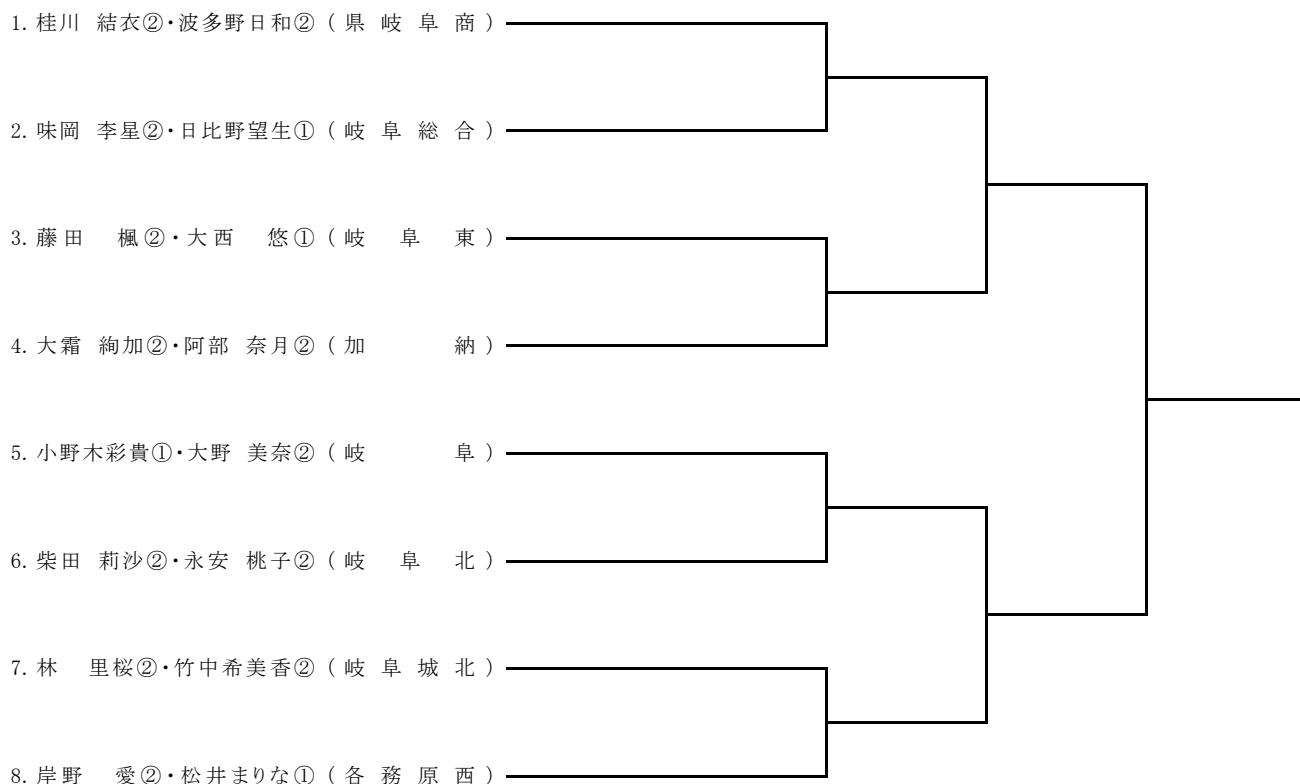 1. 桂川 結衣②・波多野日和② (県岐阜商)
2. 味岡 李星②・日比野望生① (岐阜総合)
3. 藤田 楓②・大西 悠① (岐阜東)
4. 大霜 絢加②・阿部 奈月② (加納)
5. 小野木彩貴①・大野 美奈② (岐阜)
6. 柴田 莉沙②・永安 桃子② (岐阜北)
7. 林 里桜②・竹中希美香② (岐阜城北)
8. 岸野 愛②・松井まりな① (各務原西)